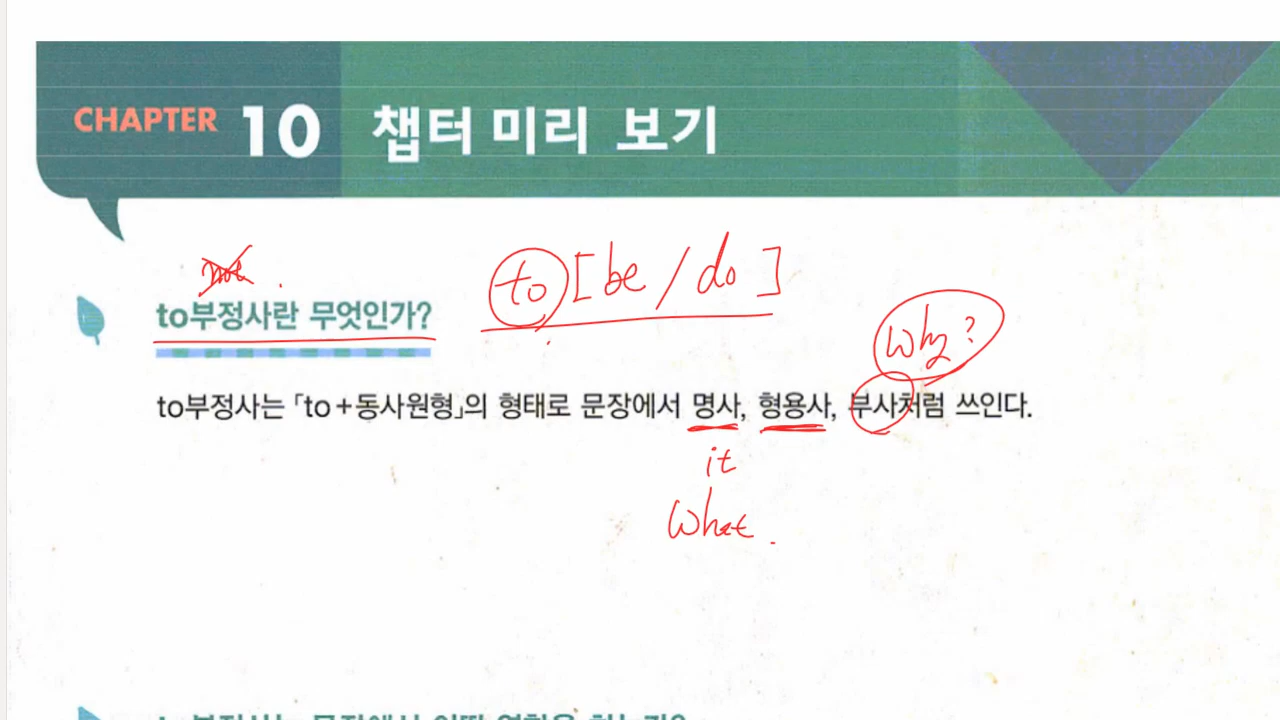 CHAPTER 10 챕터 미리 보기
not
to [be / do]
to부정사란 무엇인가?
Why?
to부정사는 「to+동사원형」의 형태로 문장에서 명사, 형용사, 부사처럼 쓰인다.
it
What